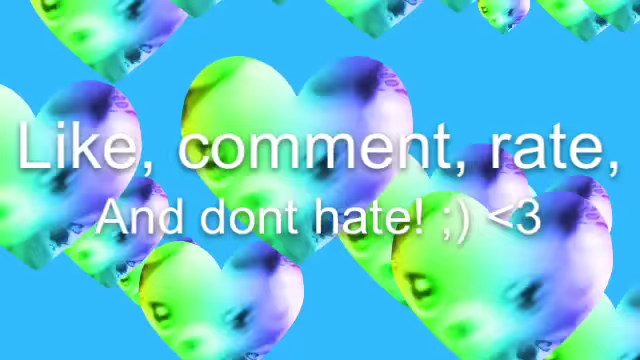 Like, comment, rate,
And dont hate! ;) <3